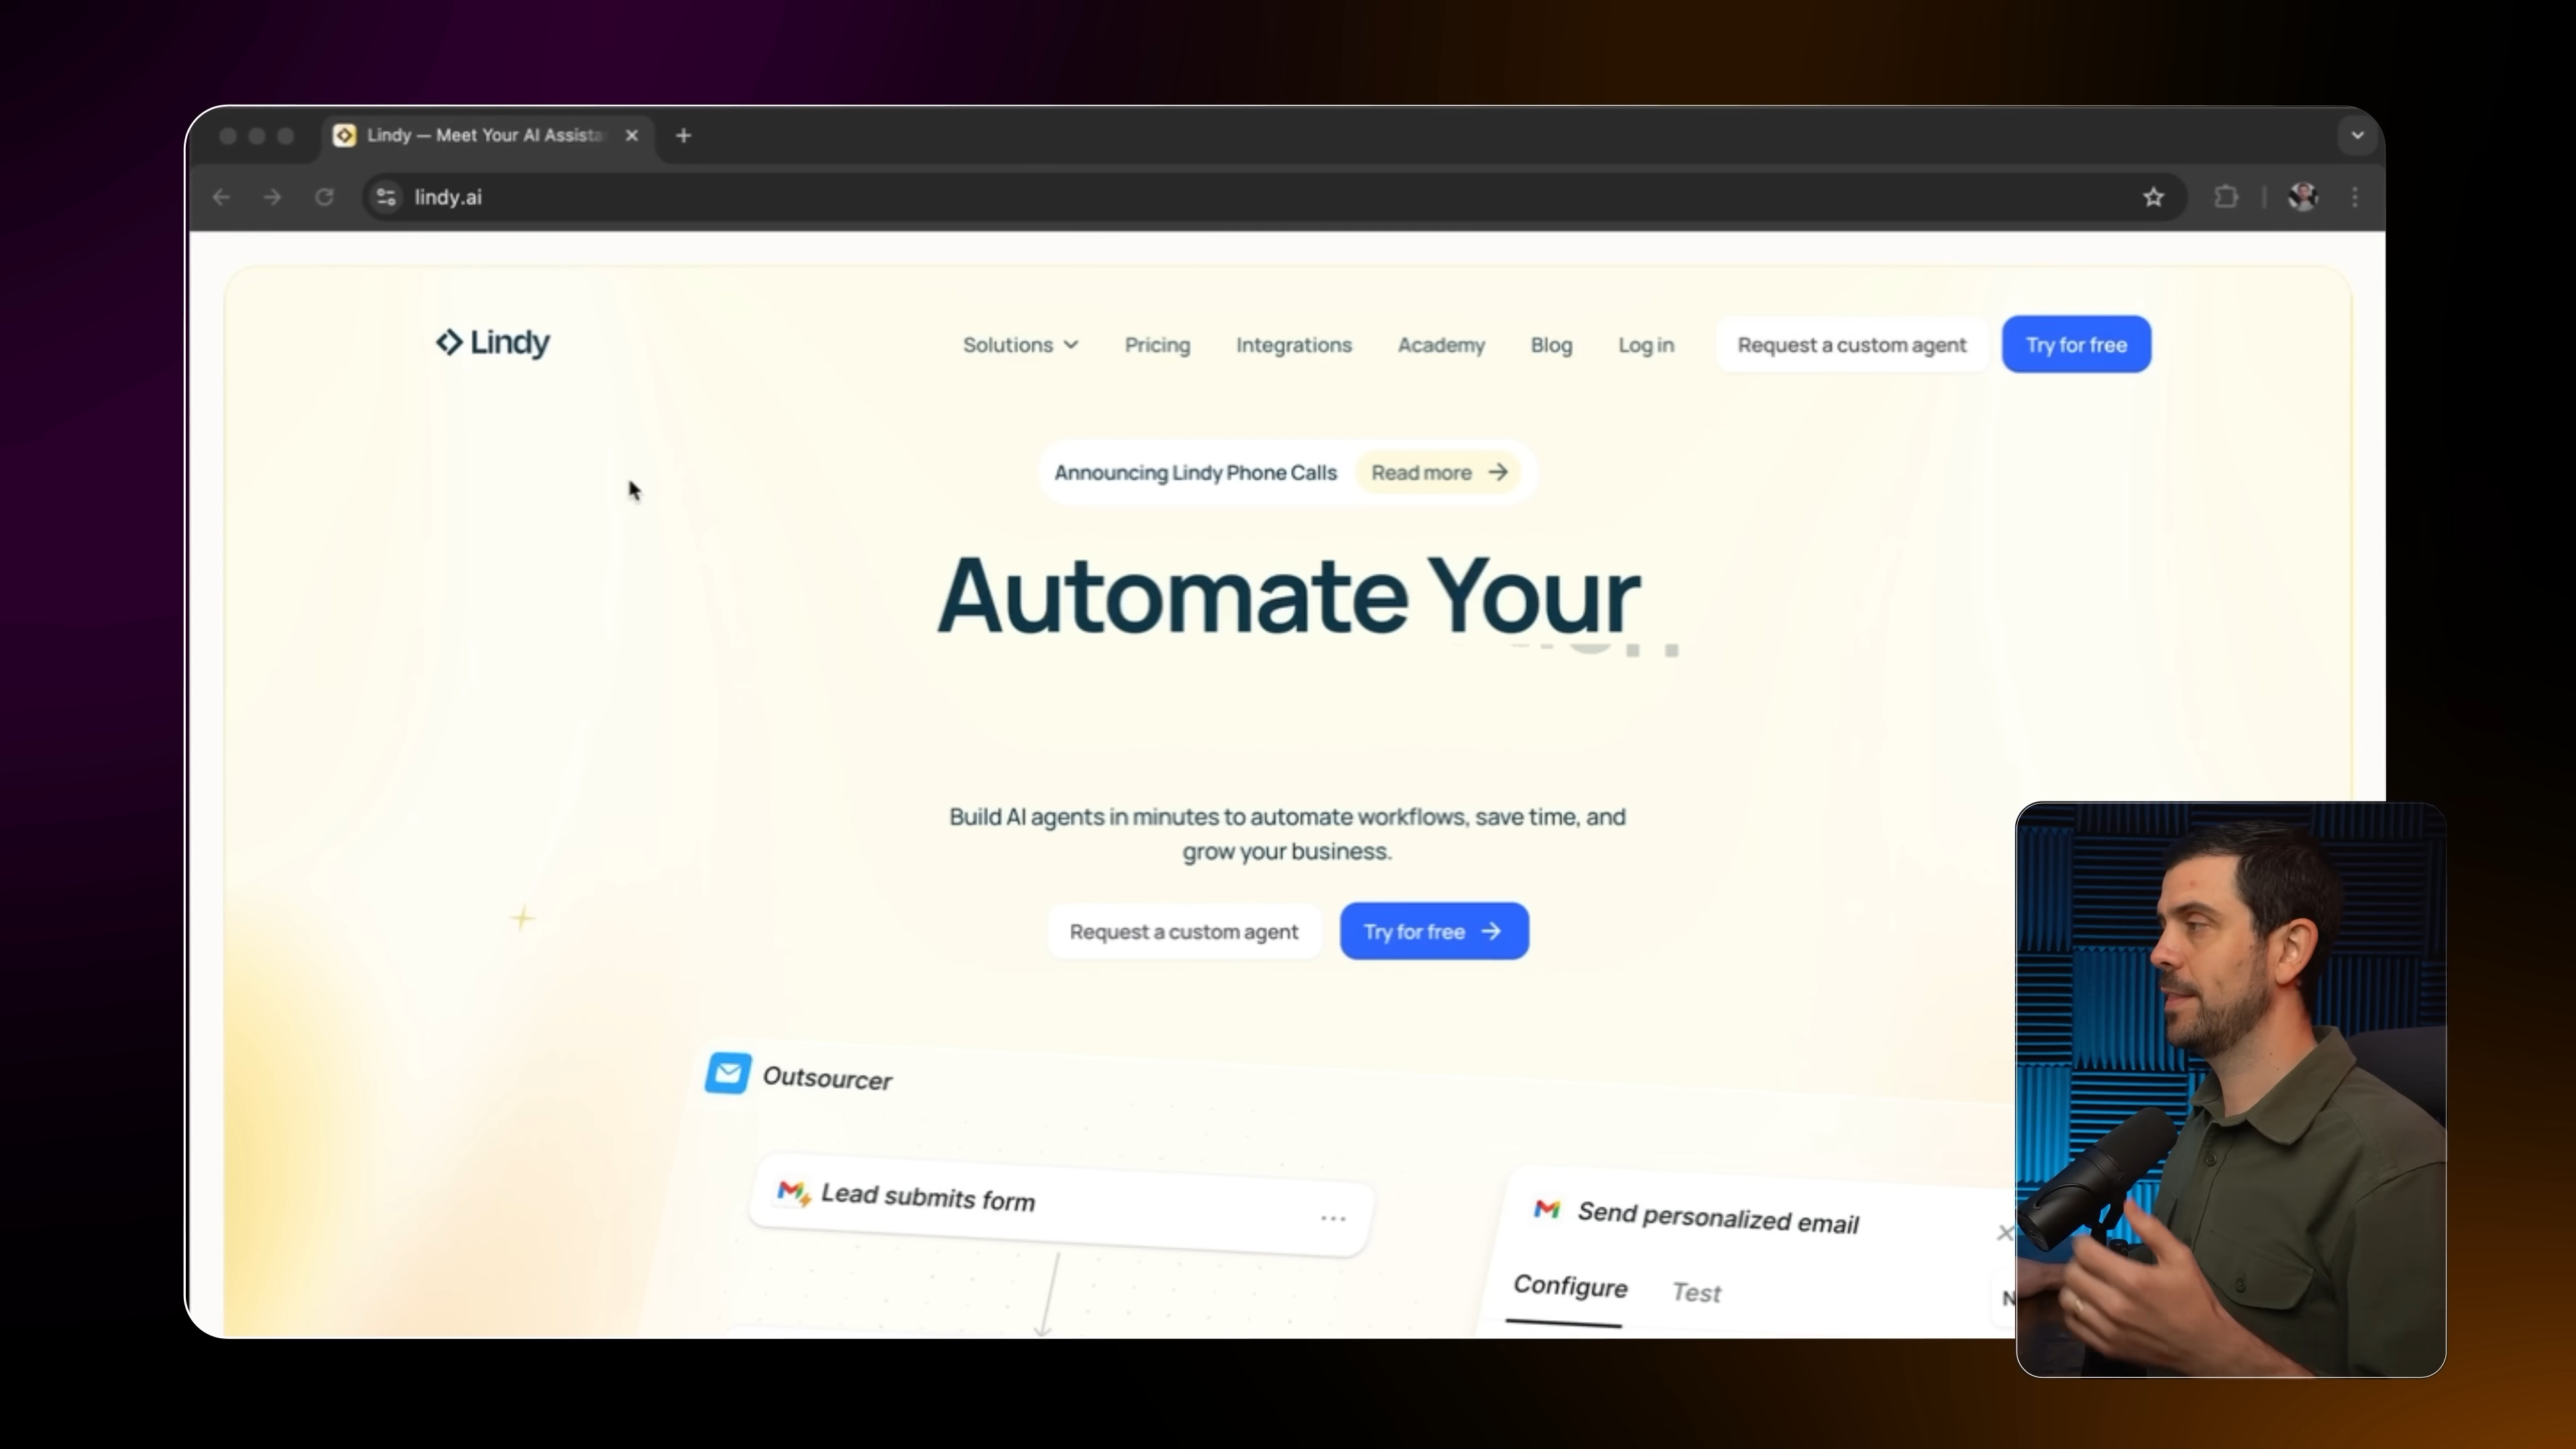 Lindy — Meet Your AI Assista
lindy.ai
Lindy
Solutions Pricing Integrations Academy Blog Log in Request a custom agent Try for free
Announcing Lindy Phone Calls Read more
Automate Your
Build AI agents in minutes to automate workflows, save time, and
grow your business.
Request a custom agent Try for free
Outsourcer
Lead submits form
Send personalized email
Configure Test
N